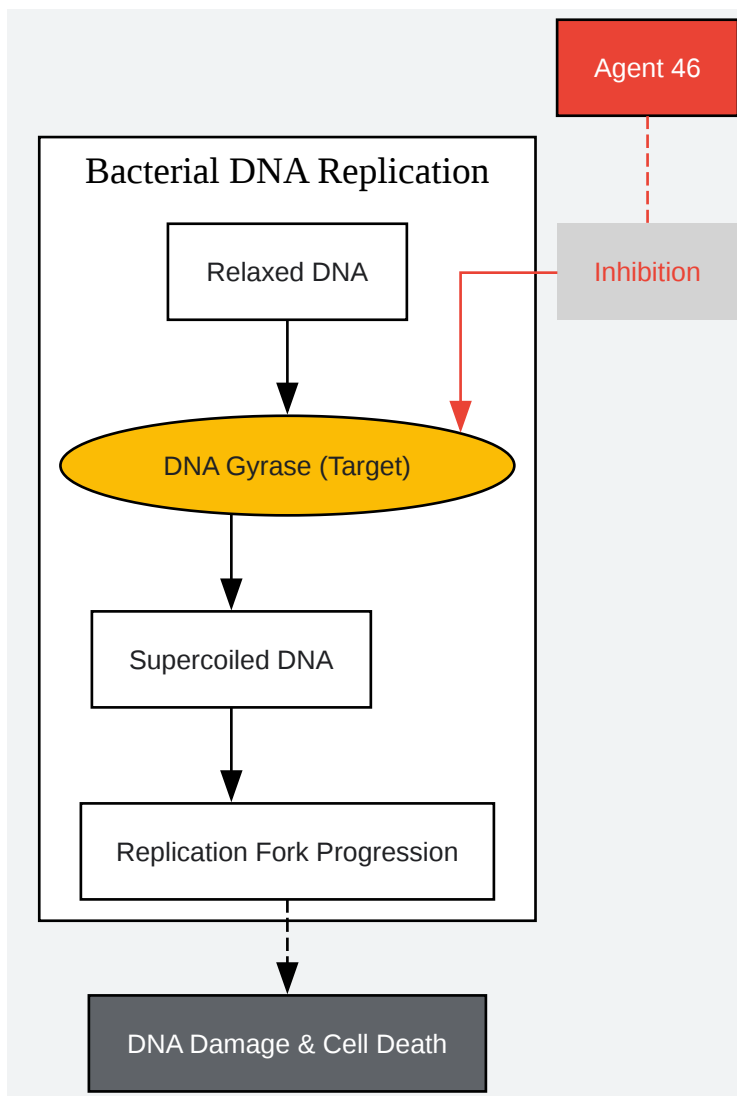 Agent 46
Bacterial DNA Replication
Relaxed DNA
Inhibition
DNA Gyrase (Target)
Supercoiled DNA
Replication Fork Progression
DNA Damage & Cell Death